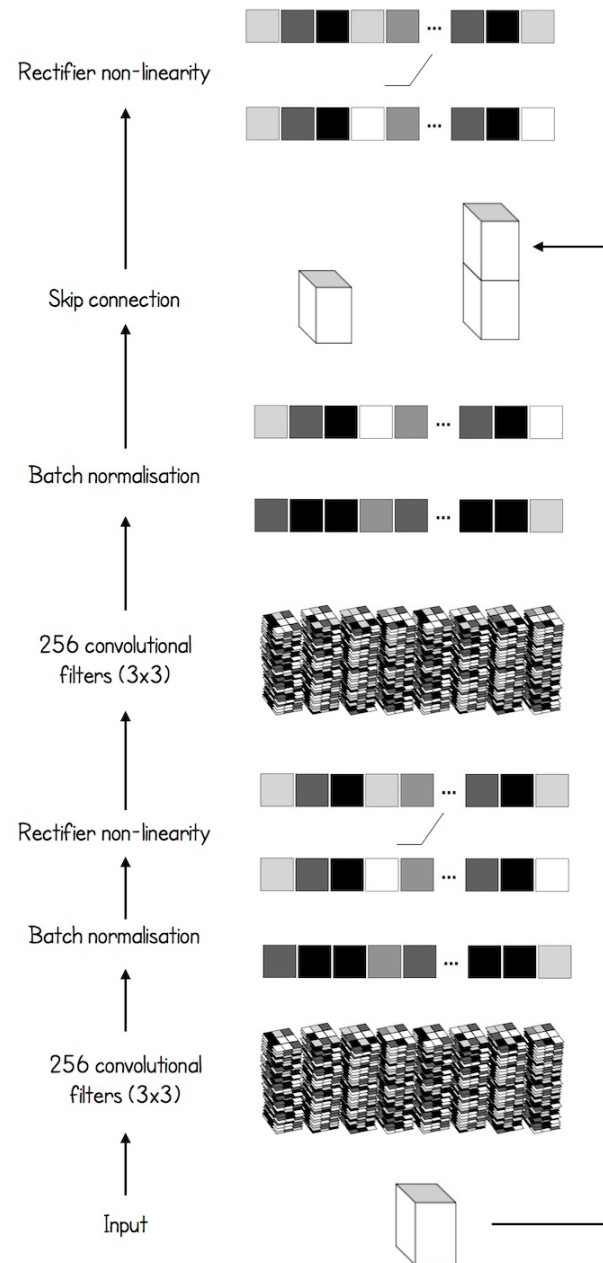 Rectifier non-linearity
...
...
Skip connection
...
Batch normalisation
...
256 convolutional
filters (3x3)
...
Rectifier non-linearity
...
Batch normalisation
...
256 convolutional
filters (3x3)
Input